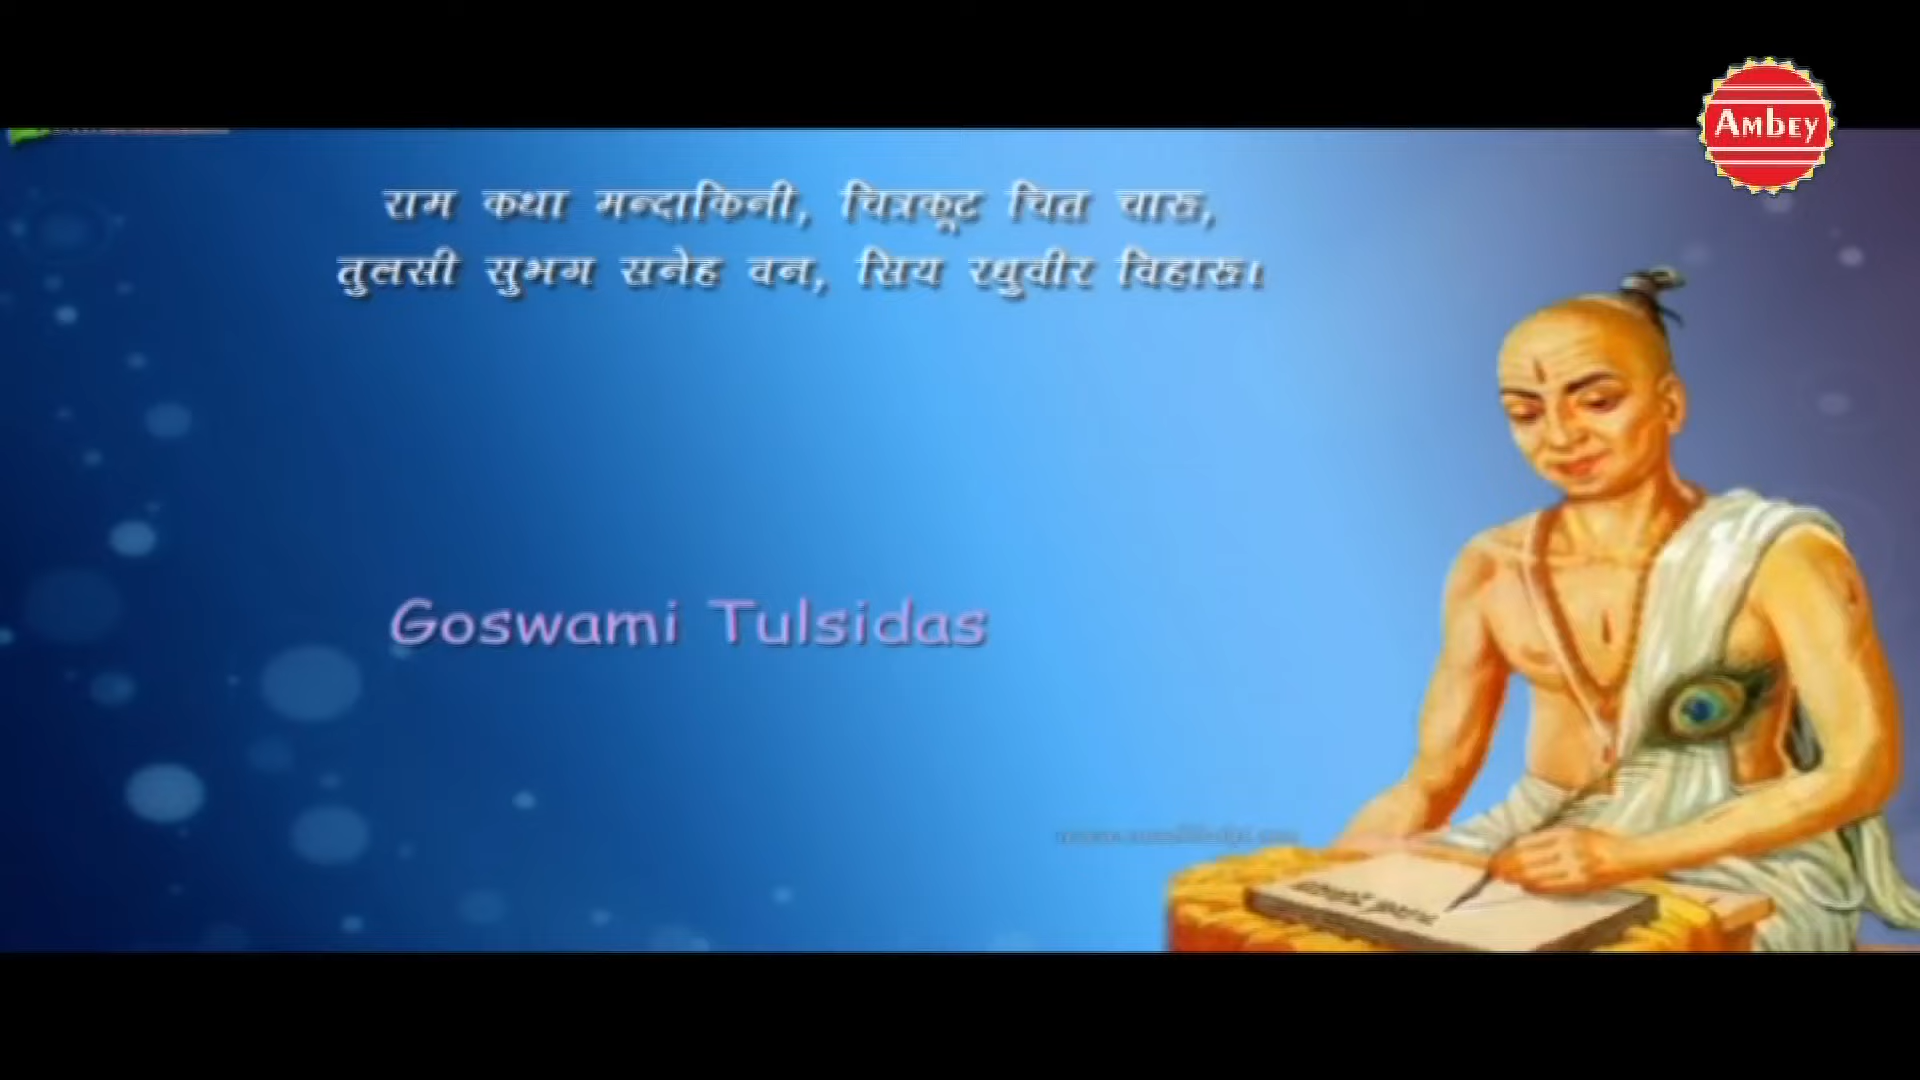 AMBEY
राम कथा मन्दाकिनी, चित्रकूट चित चारू,
तुलसी सुभग सनेह वन, सिय रघुवीर विहारू।
Goswami Tulsidas